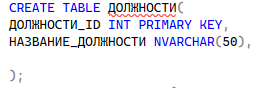 CREATE TABLE ДОЛЖНОСТИ(
ДОЛЖНОСТИ_ID INT PRIMARY KEY,
НАЗВАНИЕ_ДОЛЖНОСТИ NVARCHAR(50),
);